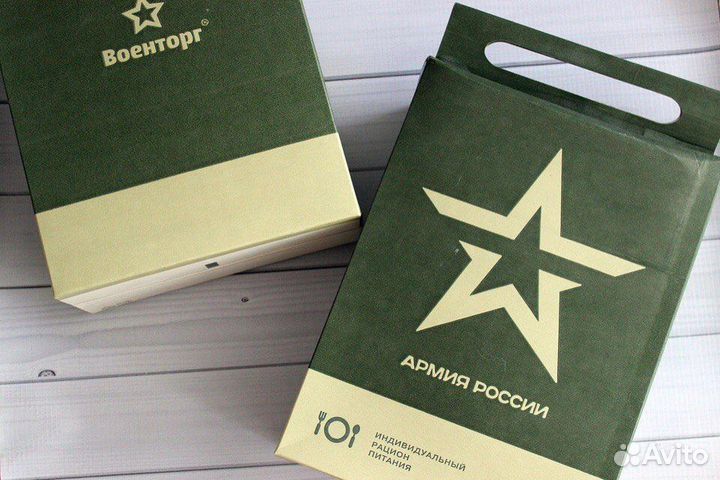 Военторг®
АРМИЯ РОССИИ
ИНДИВИДУАЛЬНЫЙ
РАЦИОН
ПИТАНИЯ
Avito